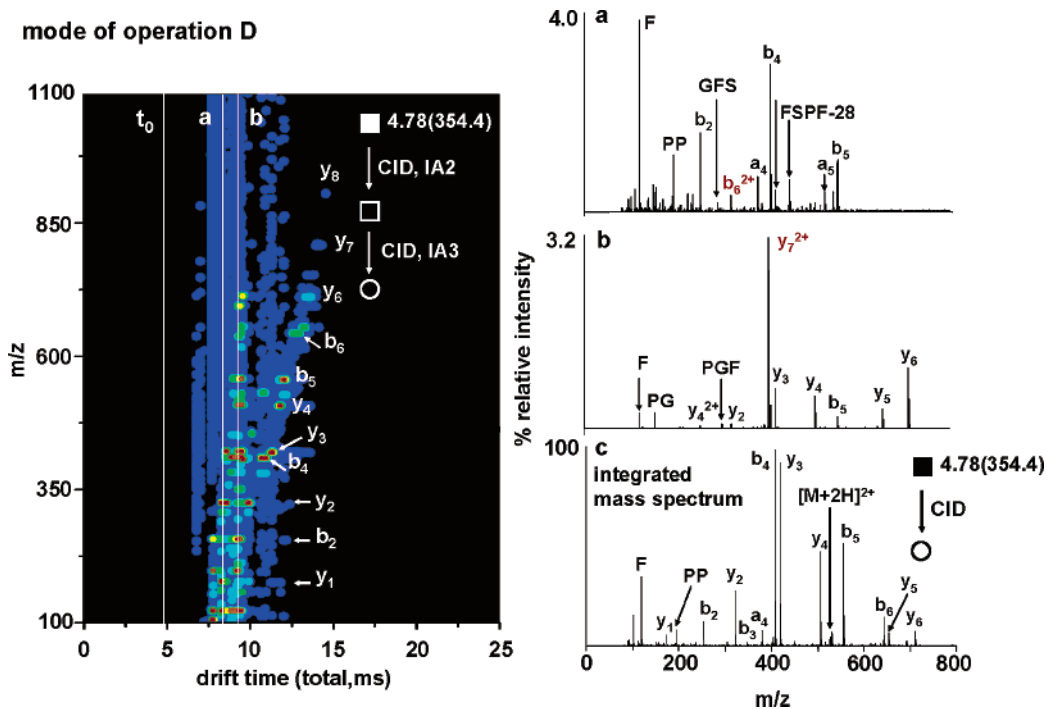 mode of operation D
1100
850
600
350
100
m/z
0
5
10
15
20
25
drift time (total,ms)
t0
a
b
4.78(354.4)
CID, IA2
CID, IA3
y8
y7
y6
b6
b5
y4
y3
b4
y2
b2
y1
% relative intensity
4.0
a
F
PP
b2
GFS
b6 2+
a4
b4
FSPF-28
a5
b5
3.2
b
F
PG
y4 2+
PGF
y2
y7 2+
y3
y4
b5
y5
y6
100
c
integrated
mass spectrum
F
y1
PP
b2
y2
b3
a4
b4
y3
[M+2H]2+
y4
b5
b6
y5
y6
4.78(354.4)
CID
0
200
400
600
800
m/z